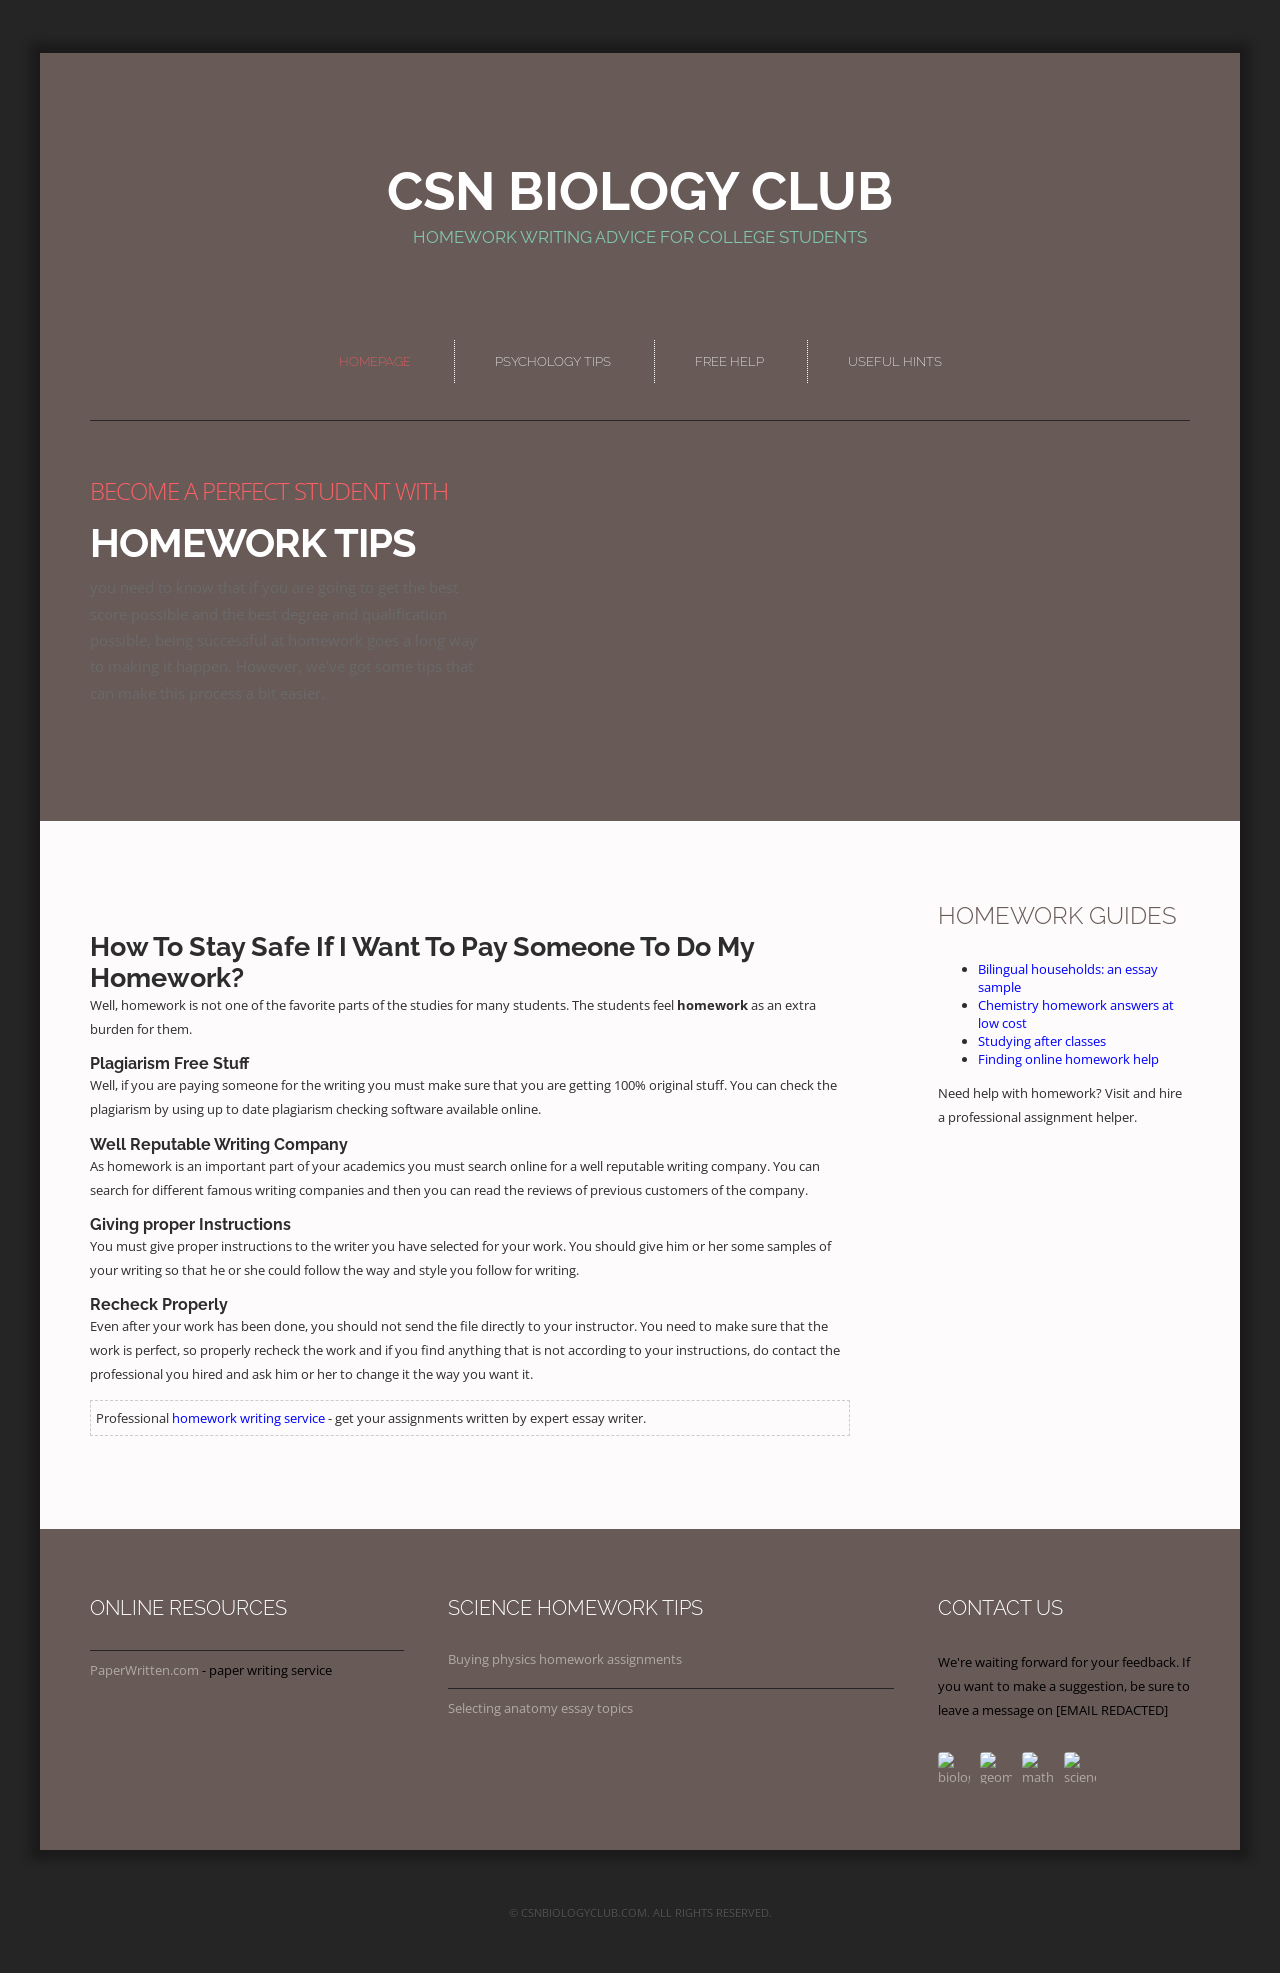 CSN BIOLOGY CLUB
HOMEWORK WRITING ADVICE FOR COLLEGE STUDENTS
HOMEPAGE
PSYCHOLOGY TIPS
FREE HELP
USEFUL HINTS
BECOME A PERFECT STUDENT WITH
HOMEWORK TIPS
you need to know that if you are going to get the best
score possible and the best degree and qualification
possible, being successful at homework goes a long way
to making it happen. However, we've got some tips that
can make this process a bit easier.
How To Stay Safe If I Want To Pay Someone To Do My
Homework?
Well, homework is not one of the favorite parts of the studies for many students. The students feel homework as an extra
burden for them.
Plagiarism Free Stuff
Well, if you are paying someone for the writing you must make sure that you are getting 100% original stuff. You can check the
plagiarism by using up to date plagiarism checking software available online.
Well Reputable Writing Company
As homework is an important part of your academics you must search online for a well reputable writing company. You can
search for different famous writing companies and then you can read the reviews of previous customers of the company.
Giving proper Instructions
You must give proper instructions to the writer you have selected for your work. You should give him or her some samples of
your writing so that he or she could follow the way and style you follow for writing.
Recheck Properly
Even after your work has been done, you should not send the file directly to your instructor. You need to make sure that the
work is perfect, so properly recheck the work and if you find anything that is not according to your instructions, do contact the
professional you hired and ask him or her to change it the way you want it.
Professional homework writing service - get your assignments written by expert essay writer.
HOMEWORK GUIDES
Bilingual households: an essay
sample
Chemistry homework answers at
low cost
Studying after classes
Finding online homework help
Need help with homework? Visit and hire
a professional assignment helper.
ONLINE RESOURCES
PaperWritten.com - paper writing service
SCIENCE HOMEWORK TIPS
Buying physics homework assignments
Selecting anatomy essay topics
CONTACT US
We're waiting forward for your feedback. If
you want to make a suggestion, be sure to
leave a message on [EMAIL REDACTED]
biolog
geom
math
scienc
© CSNBIOLOGYCLUB.COM. ALL RIGHTS RESERVED.